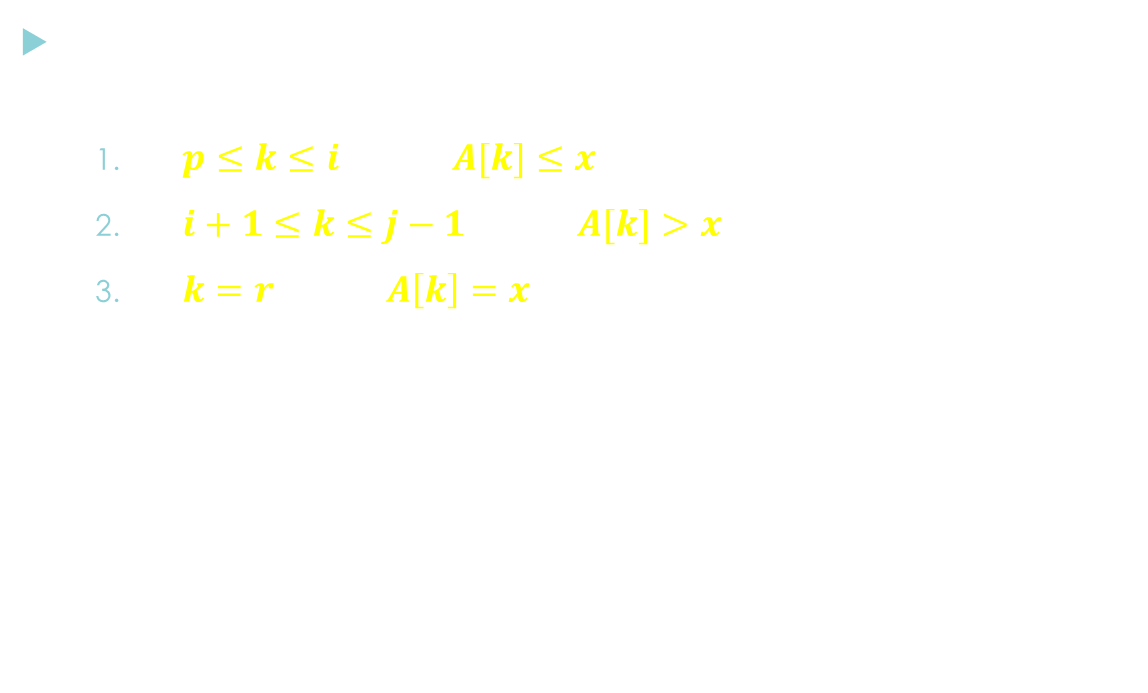 1. p ≤ k ≤ i A[k] ≤ x
2. i + 1 ≤ k ≤ j − 1 A[k] > x
3. k = r A[k] = x